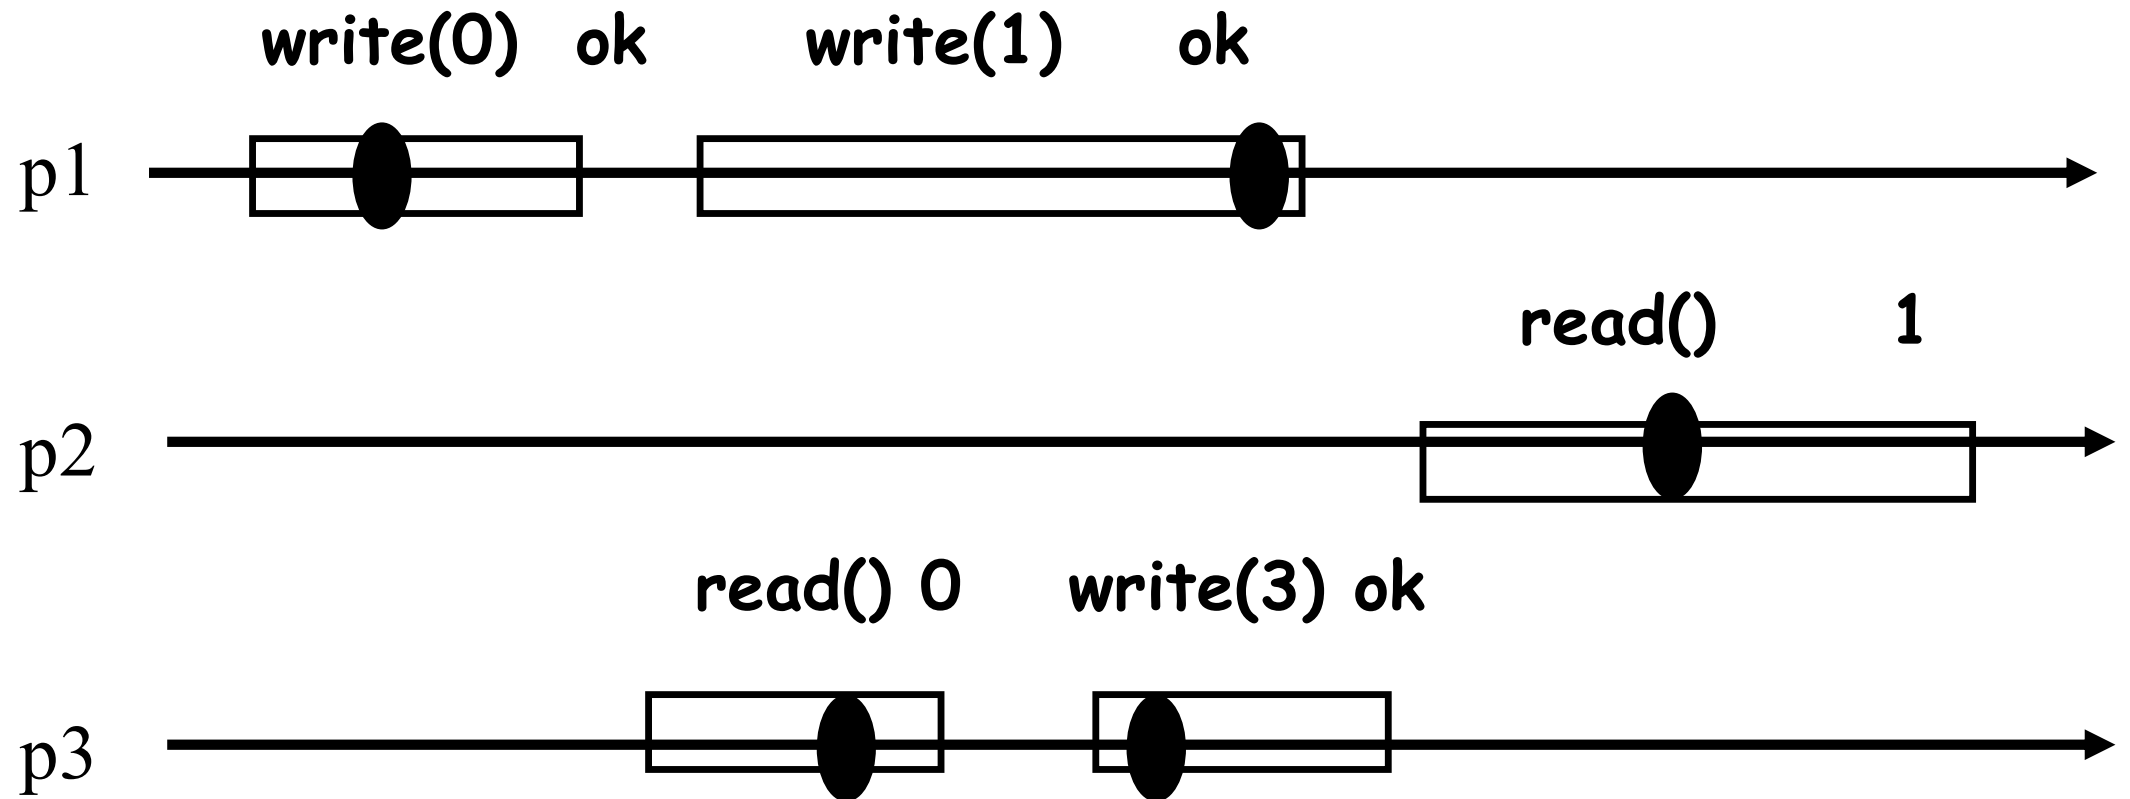 write(0) ok write(1) ok
p1
read() 1
p2
read() 0 write(3) ok
p3